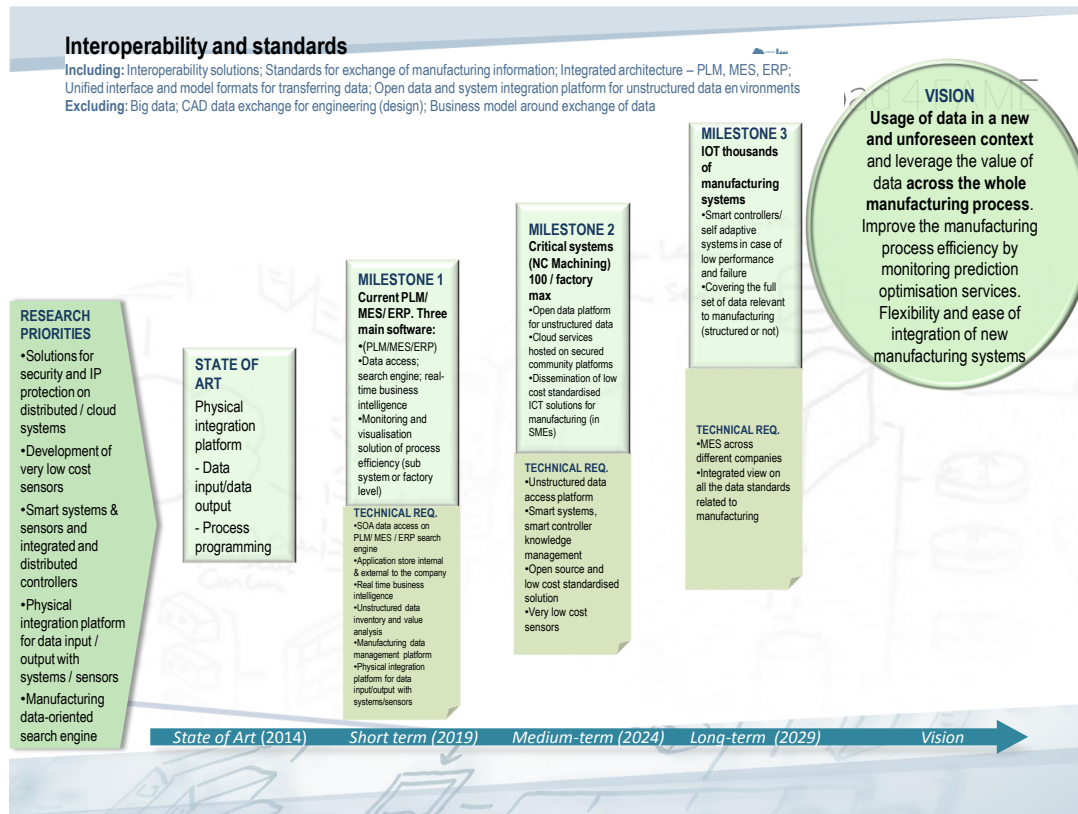 Interoperability and standards
Including: Interoperability solutions; Standards for exchange of manufacturing information; Integrated architecture – PLM, MES, ERP;
Unified interface and model formats for transferring data; Open data and system integration platform for unstructured data environments
Excluding: Big data; CAD data exchange for engineering (design); Business model around exchange of data
RESEARCH
PRIORITIES
•Solutions for
security and IP
protection on
distributed / cloud
systems
•Development of
very low cost
sensors
•Smart systems &
sensors and
integrated and
distributed
controllers
•Physical
integration platform
for data input /
output with
systems / sensors
•Manufacturing
data-oriented
search engine
STATE OF
ART
Physical
integration
platform
- Data
input/data
output
- Process
programming
MILESTONE 1
Current PLM/
MES/ ERP. Three
main software:
•(PLM/MES/ERP)
•Data access;
search engine; real-
time business
intelligence
•Monitoring and
visualisation
solution of process
efficiency (sub
system or factory
level)
TECHNICAL REQ.
•SOA data access on
PLM/ MES / ERP search
engine
•Application store internal
& external to the company
•Real time business
intelligence
•Unstructured data
inventory and value
analysis
•Manufacturing data
management platform
•Physical integration
platform for data
input/output with
systems/sensors
MILESTONE 2
Critical systems
(NC Machining)
100 / factory
max
•Open data platform
for unstructured data
•Cloud services
hosted on secured
community platforms
•Dissemination of low
cost standardised
ICT solutions for
manufacturing (in
SMEs)
TECHNICAL REQ.
•Unstructured data
access platform
•Smart systems,
smart controller
knowledge
management
•Open source and
low cost standardised
solution
•Very low cost
sensors
MILESTONE 3
IOT thousands
of
manufacturing
systems
•Smart controllers/
self adaptive
systems in case of
low performance
and failure
•Covering the full
set of data relevant
to manufacturing
(structured or not)
TECHNICAL REQ.
•MES across
different companies
•Integrated view on
all the data standards
related to
manufacturing
VISION
Usage of data in a new
and unforeseen context
and leverage the value of
data across the whole
manufacturing process.
Improve the manufacturing
process efficiency by
monitoring prediction
optimisation services.
Flexibility and ease of
integration of new
manufacturing systems
State of Art (2014)
Short term (2019)
Medium-term (2024)
Long-term (2029)
Vision